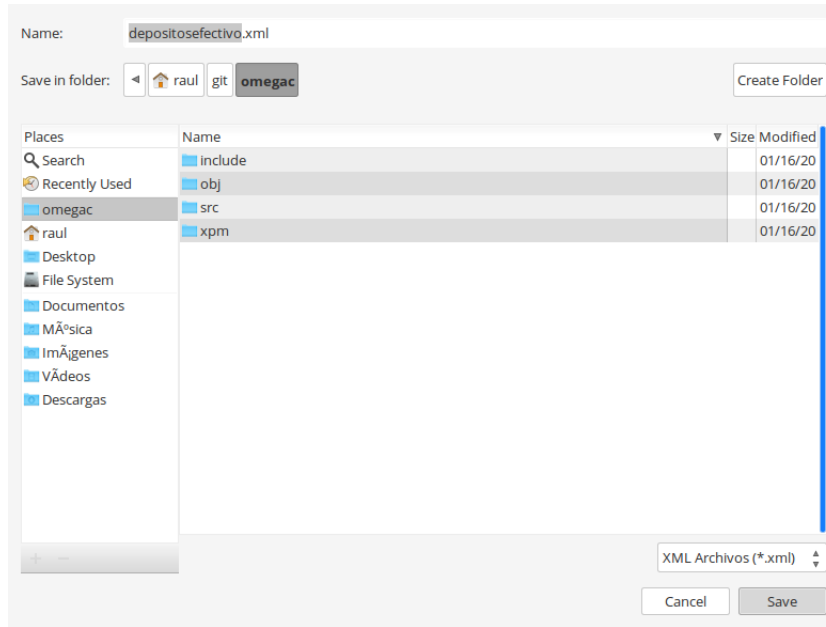 Name: depositosefectivo.xml
Save in folder: raul git omegac Create Folder
Places Name Size Modified
Search include 01/16/20
Recently Used obj 01/16/20
omegac src 01/16/20
raul xpm 01/16/20
Desktop
File System
Documentos
MÃºsica
ImÃ¡genes
VÃdeos
Descargas
XML Archivos (*.xml)
Cancel Save